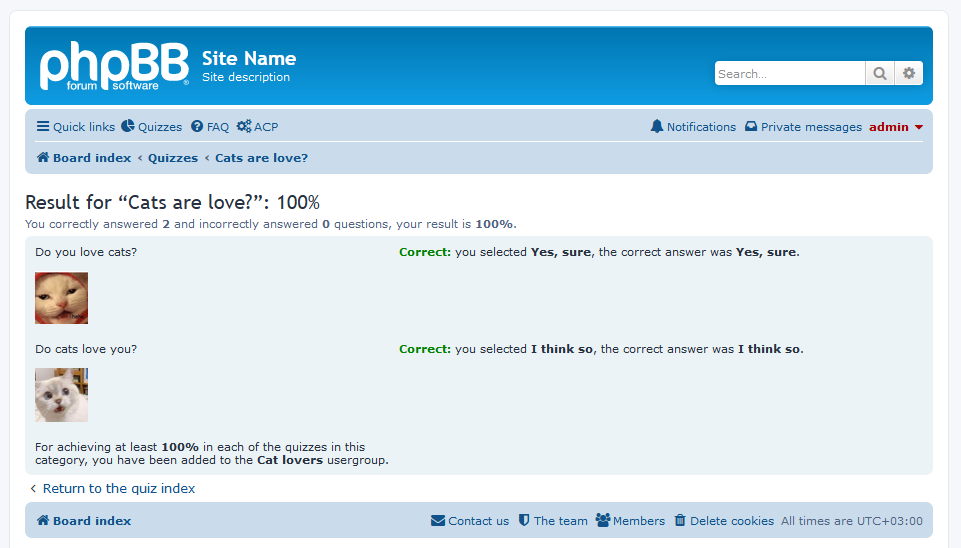 phpBB
forum software
®
Site Name
Site description
Search…
Quick links Quizzes FAQ ACP
Notifications Private messages admin
Board index ‹ Quizzes ‹ Cats are love?
Result for “Cats are love?”: 100%
You correctly answered 2 and incorrectly answered 0 questions, your result is 100%.
Do you love cats?
Correct: you selected Yes, sure, the correct answer was Yes, sure.
Do cats love you?
Correct: you selected I think so, the correct answer was I think so.
For achieving at least 100% in each of the quizzes in this
category, you have been added to the Cat lovers usergroup.
Return to the quiz index
Board index
Contact us The team Members Delete cookies All times are UTC+03:00